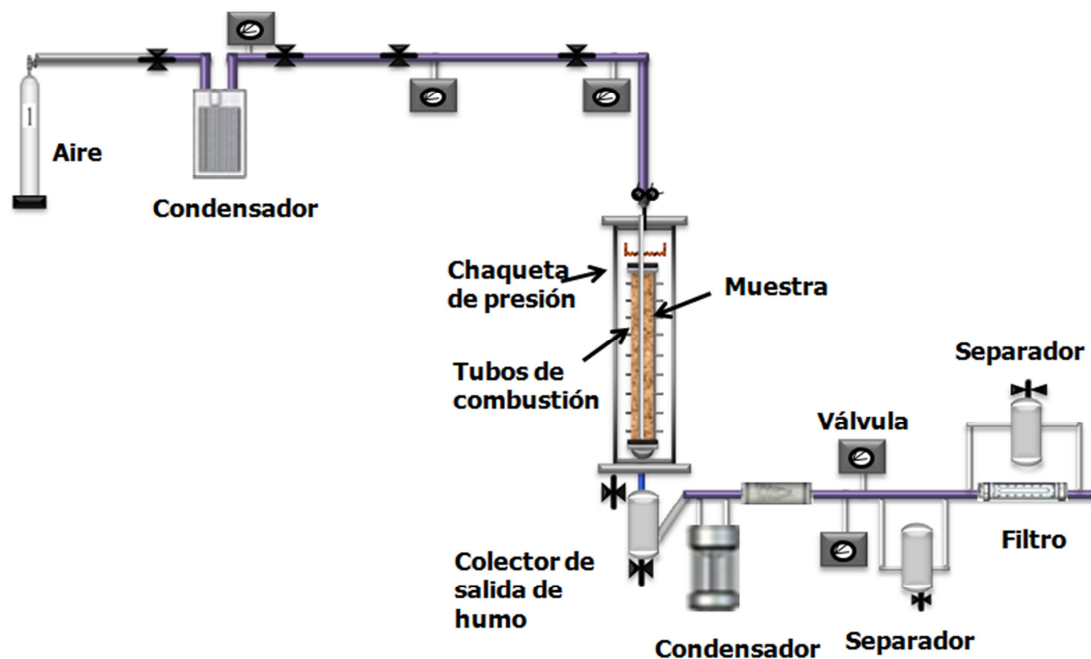 Aire
Condensador
Chaqueta
de presión
Muestra
Tubos de
combustión
Separador
Válvula
Filtro
Colector de
salida de
humo
Condensador
Separador